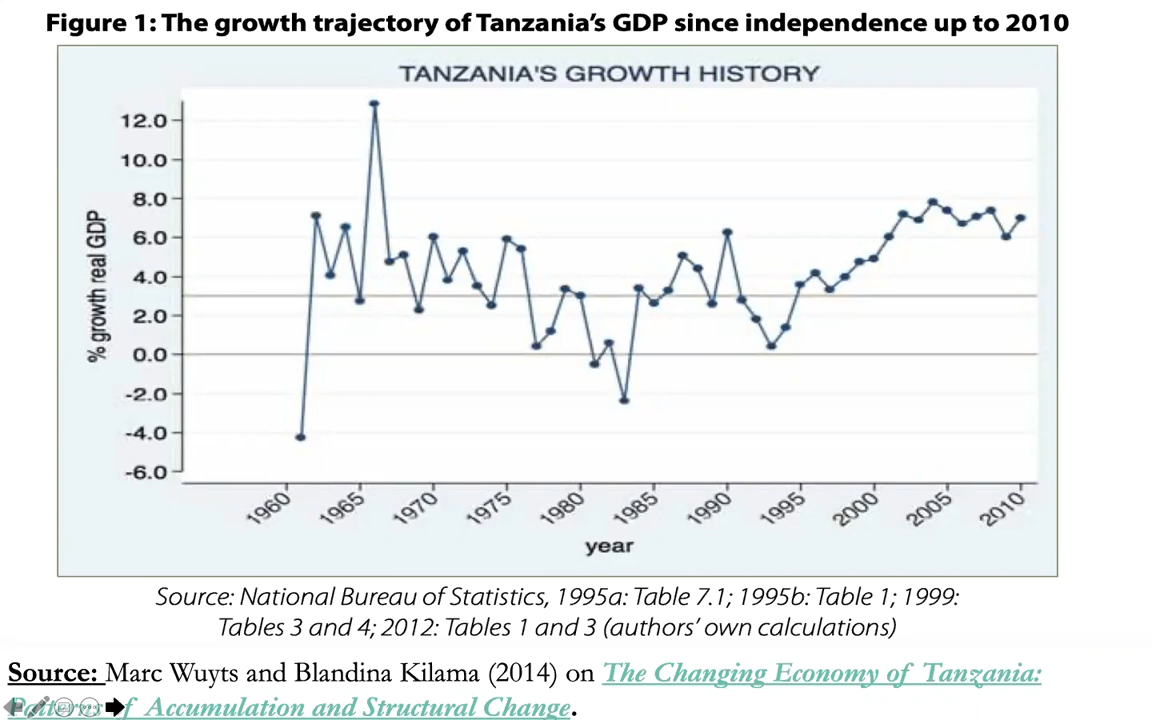 Figure 1: The growth trajectory of Tanzania's GDP since independence up to 2010
TANZANIA'S GROWTH HISTORY
% growth real GDP
12.0
10.0
8.0
6.0
4.0
2.0
0.0
-2.0
-4.0
-6.0
1960 1965 1970 1975 1980 1985 1990 1995 2000 2005 2010
year
Source: National Bureau of Statistics, 1995a: Table 7.1; 1995b: Table 1; 1999:
Tables 3 and 4; 2012: Tables 1 and 3 (authors' own calculations)
Source: Marc Wuyts and Blandina Kilama (2014) on The Changing Economy of Tanzania:
Accumulation and Structural Change.